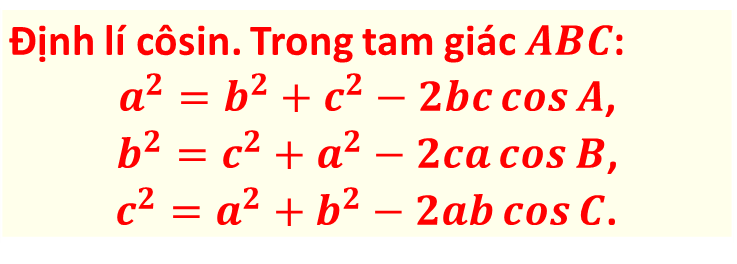 Định lí côsin. Trong tam giác ABC:
a² = b² + c² − 2bc cos A,
b² = c² + a² − 2ca cos B,
c² = a² + b² − 2ab cos C.